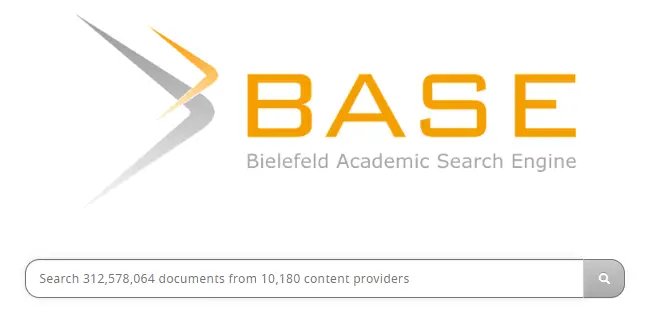 BASE
Bielefeld Academic Search Engine
Search 312,578,064 documents from 10,180 content providers